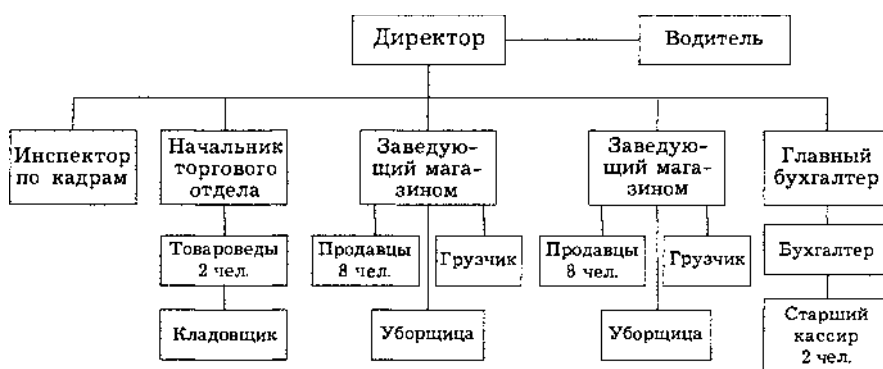 Директор
Водитель
Инспектор
по кадрам
Начальник
торгового
отдела
Заведую-
щий мага-
зином
Заведую-
щий мага-
зином
Главный
бухгалтер
Товароведы
2 чел.
Продавцы
8 чел.
Грузчик
Продавцы
8 чел.
Грузчик
Бухгалтер
Кладовщик
Уборщица
Уборщица
Старший
кассир
2 чел.